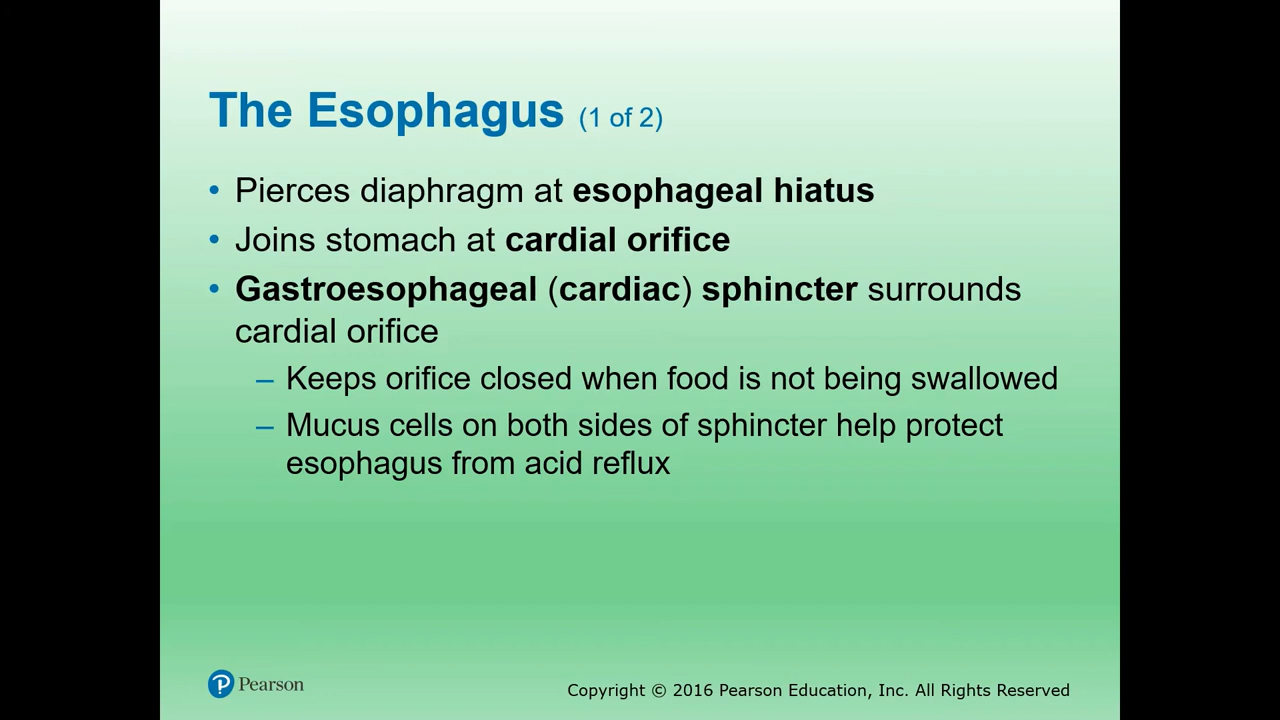 The Esophagus (1 of 2)
• Pierces diaphragm at esophageal hiatus
• Joins stomach at cardial orifice
• Gastroesophageal (cardiac) sphincter surrounds
cardial orifice
– Keeps orifice closed when food is not being swallowed
– Mucus cells on both sides of sphincter help protect
esophagus from acid reflux
P Pearson
Copyright © 2016 Pearson Education, Inc. All Rights Reserved